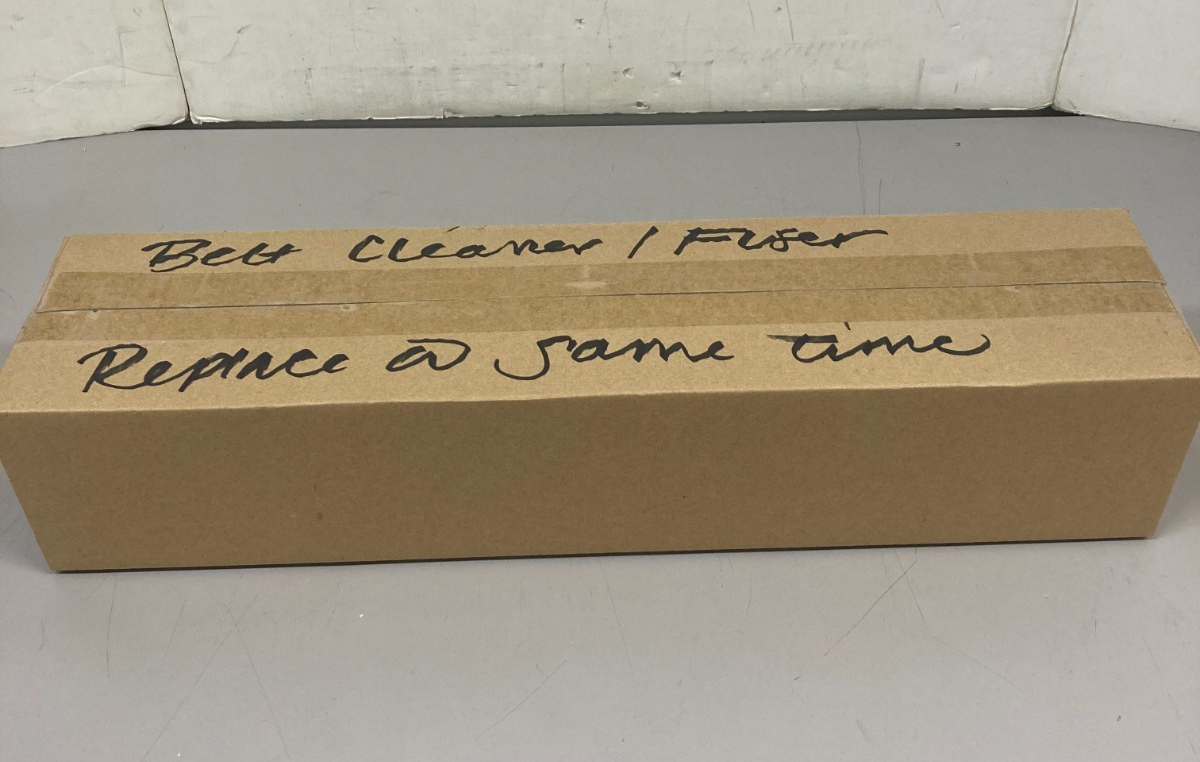 Belt Cleaner / Fuser
Replace @ same time